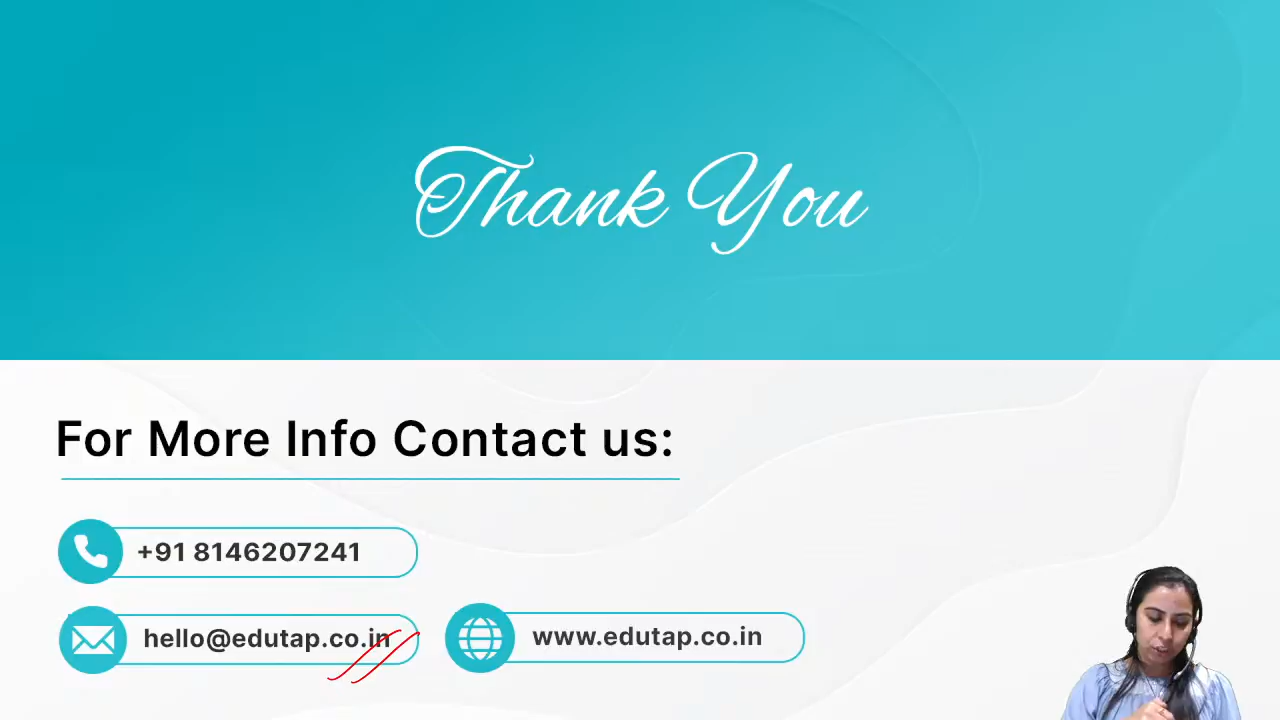 Thank You
For More Info Contact us:
+91 8146207241
hello@edutap.co.in
www.edutap.co.in